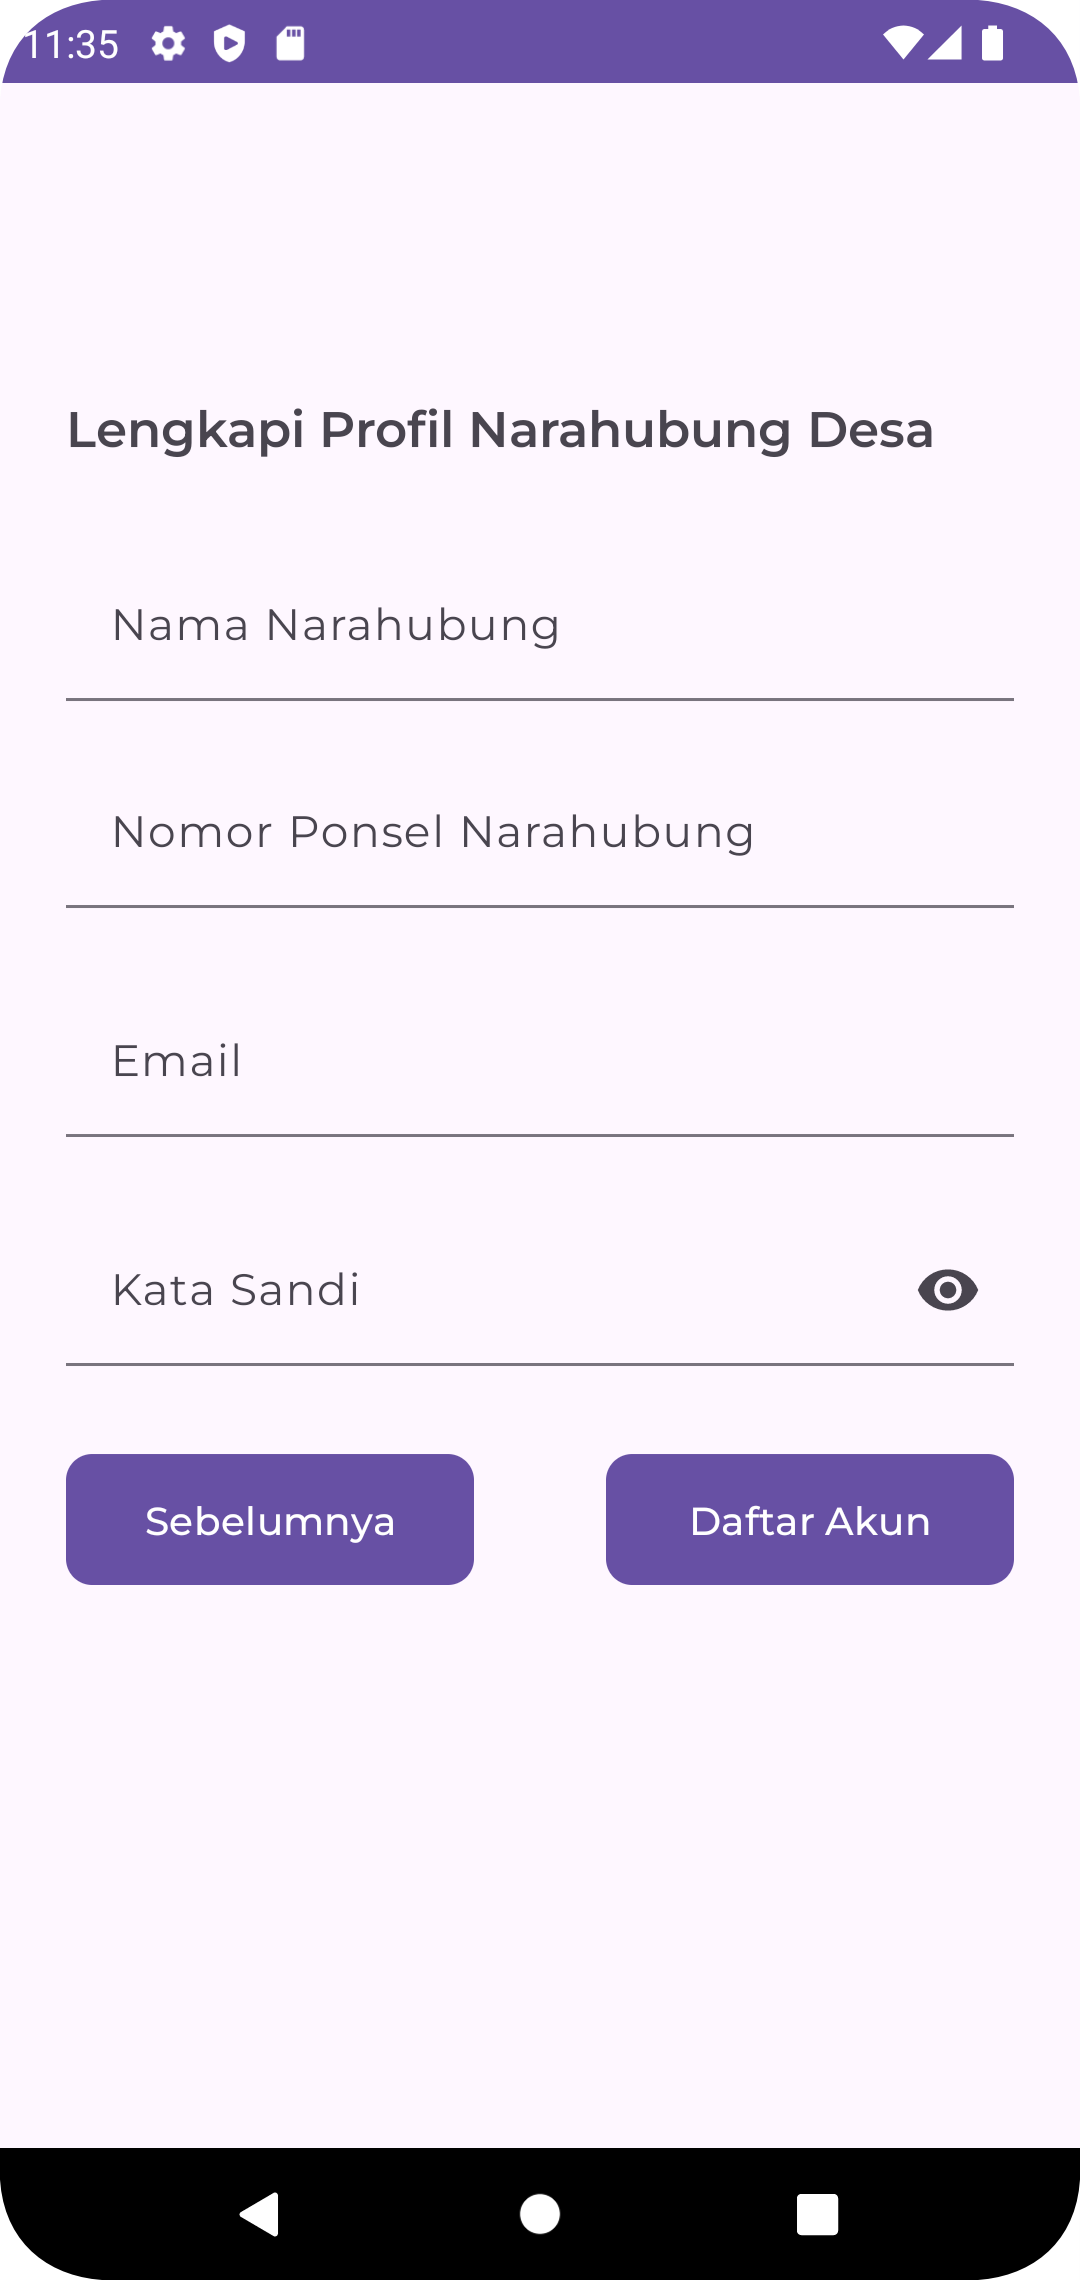 11:35
Lengkapi Profil Narahubung Desa
Nama Narahubung
Nomor Ponsel Narahubung
Email
Kata Sandi
Sebelumnya
Daftar Akun